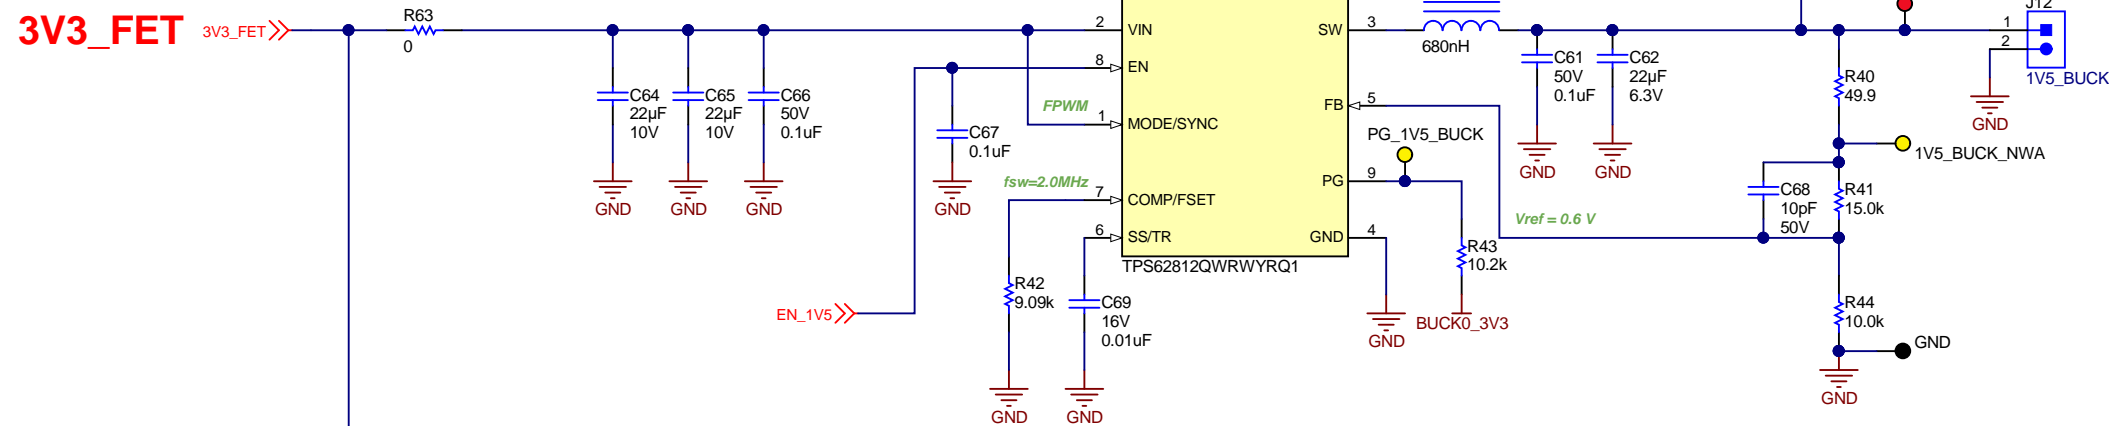 3V3_FET
3V3_FET
R63
0
C64
22µF
10V
C65
22µF
10V
C66
50V
0.1uF
GND
GND
GND
C67
0.1uF
GND
EN_1V5
FPWM
fsw=2.0MHz
R42
9.09k
GND
C69
16V
0.01uF
GND
2
VIN
8
EN
1
MODE/SYNC
7
COMP/FSET
6
SS/TR
SW
3
FB
5
PG
9
GND
4
TPS62812QWRWYRQ1
680nH
C61
50V
0.1uF
GND
C62
22µF
6.3V
GND
PG_1V5_BUCK
R43
10.2k
BUCK0_3V3
GND
Vref = 0.6 V
C68
10pF
50V
R40
49.9
1V5_BUCK_NWA
R41
15.0k
R44
10.0k
GND
GND
J12
1
2
1V5_BUCK
GND